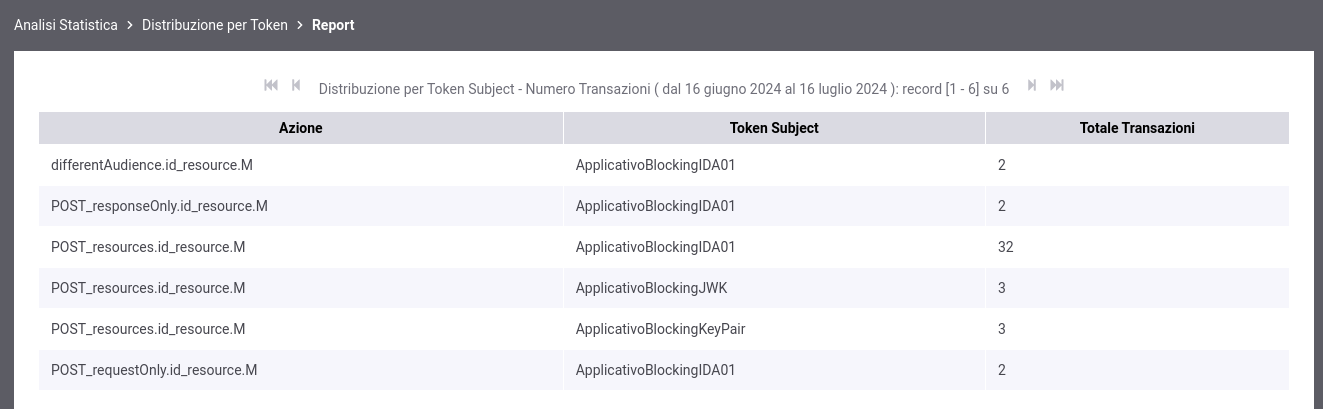 Analisi Statistica > Distribuzione per Token > Report
Distribuzione per Token Subject - Numero Transazioni ( dal 16 giugno 2024 al 16 luglio 2024 ): record [1 - 6] su 6
Azione Token Subject Totale Transazioni
differentAudience.id_resource.M ApplicativoBlockingIDA01 2
POST_responseOnly.id_resource.M ApplicativoBlockingIDA01 2
POST_resources.id_resource.M ApplicativoBlockingIDA01 32
POST_resources.id_resource.M ApplicativoBlockingJWK 3
POST_resources.id_resource.M ApplicativoBlockingKeyPair 3
POST_requestOnly.id_resource.M ApplicativoBlockingIDA01 2